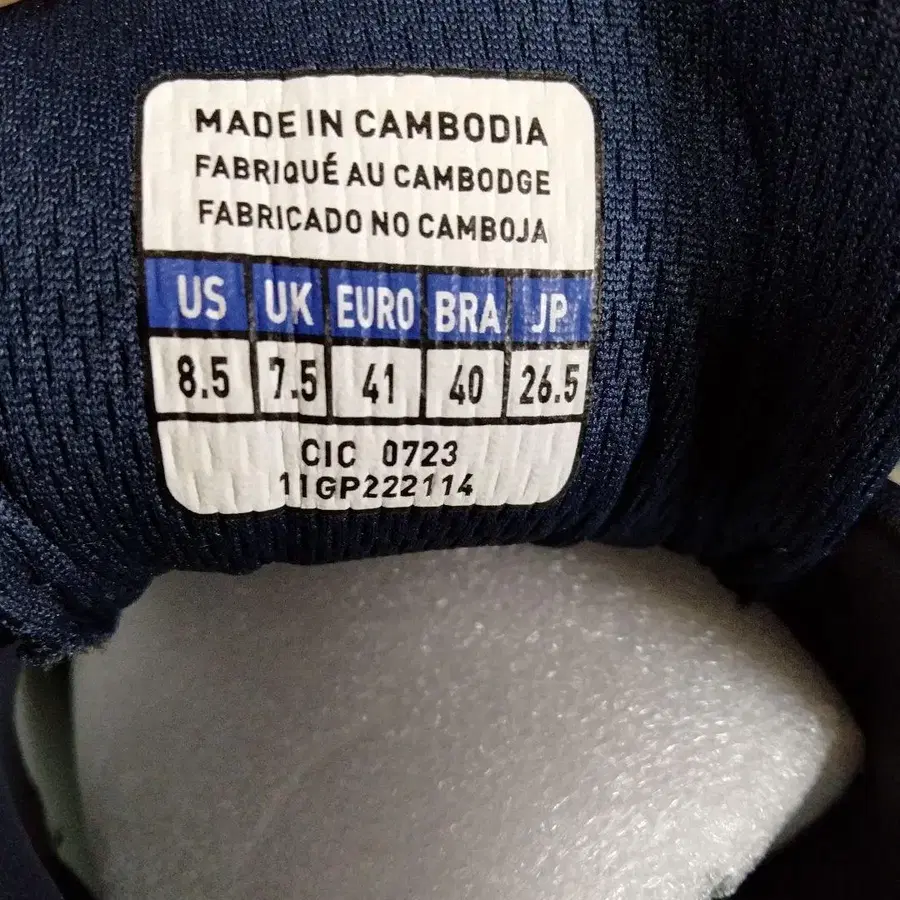 MADE IN CAMBODIA
FABRIQUÉ AU CAMBODGE
FABRICADO NO CAMBOJA
US UK EURO BRA JP
8.5 7.5 41 40 26.5
CIC 0723
11GP222114